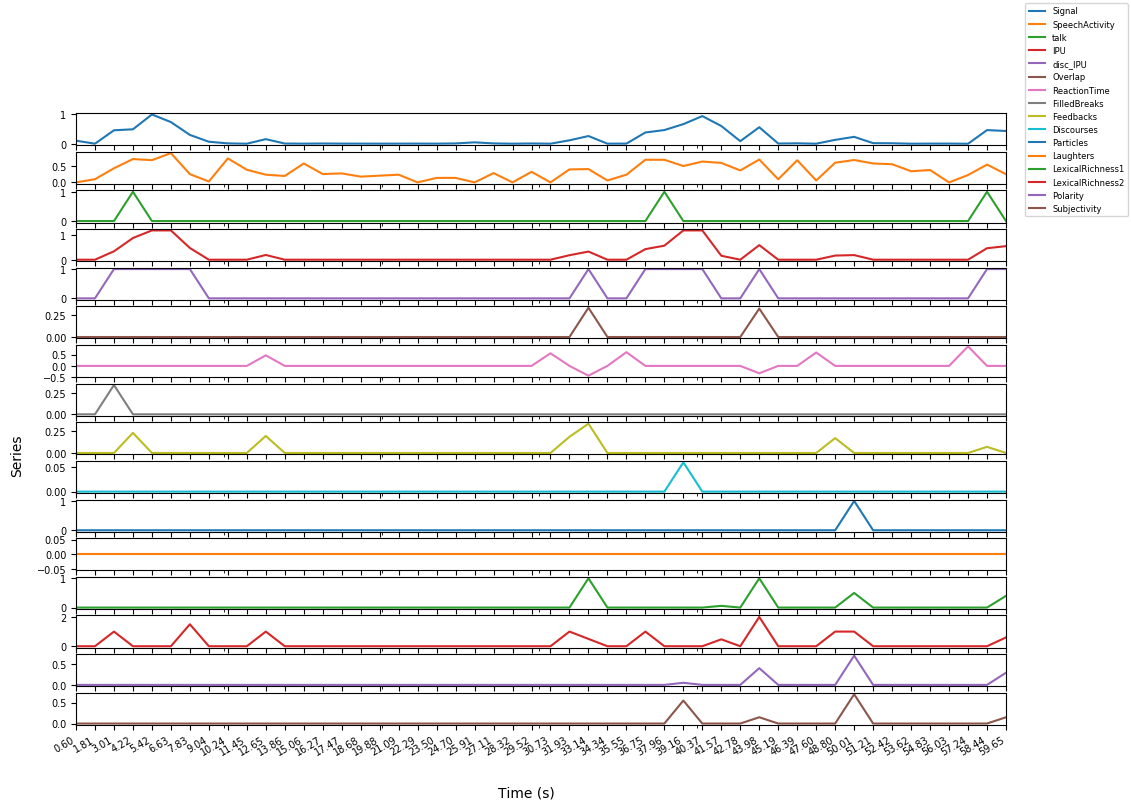 Signal
SpeechActivity
talk
IPU
disc_IPU
Overlap
ReactionTime
FilledBreaks
Feedbacks
Discourses
Particles
Laughters
LexicalRichness1
LexicalRichness2
Polarity
Subjectivity
1
0
0.5
0.0
1
0
1
0
1
0
0.25
0.00
0.5
0.0
−0.5
0.25
0.00
0.25
0.00
0.05
0.00
1
0
0.05
0.00
−0.05
1
0
2
0
0.5
0.0
0.5
0.0
Series
0.60 1.81 3.01 4.22 5.42 6.63 7.83 9.04 10.24 11.45 12.65 13.86 15.06 16.27 17.47 18.68 19.88 21.09 22.29 23.50 24.70 25.91 27.11 28.32 29.52 30.73 31.93 33.14 34.34 35.55 36.75 37.96 39.16 40.37 41.57 42.78 43.98 45.19 46.39 47.60 48.80 50.01 51.21 52.42 53.62 54.83 56.03 57.24 58.44 59.65
Time (s)